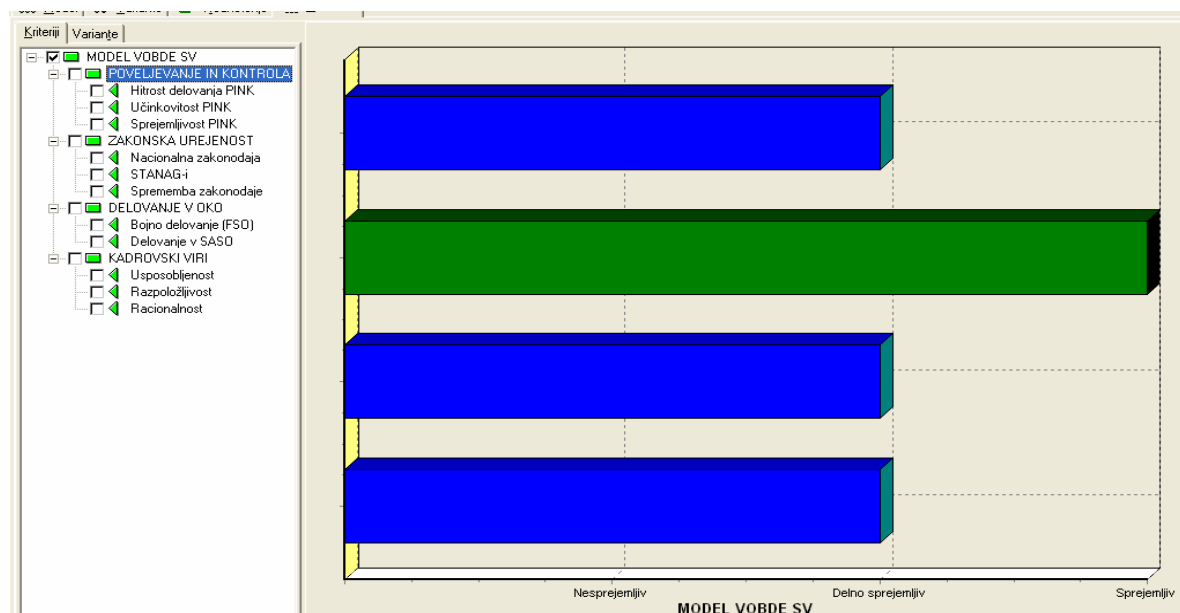 Kriteriji Variante
MODEL VOBDE SV
POVELJEVANJE IN KONTROLA
Hitrost delovanja PINK
Učinkovitost PINK
Sprejemljivost PINK
ZAKONSKA UREJENOST
Nacionalna zakonodaja
STANAG-i
Sprememba zakonodaje
DELOVANJE V OKO
Bojno delovanje (FSO)
Delovanje v SASO
KADROVSKI VIRI
Usposobljenost
Razpoložljivost
Racionalnost
Nesprejemljiv Delno sprejemljiv Sprejemljiv
MODEL VOBDE SV